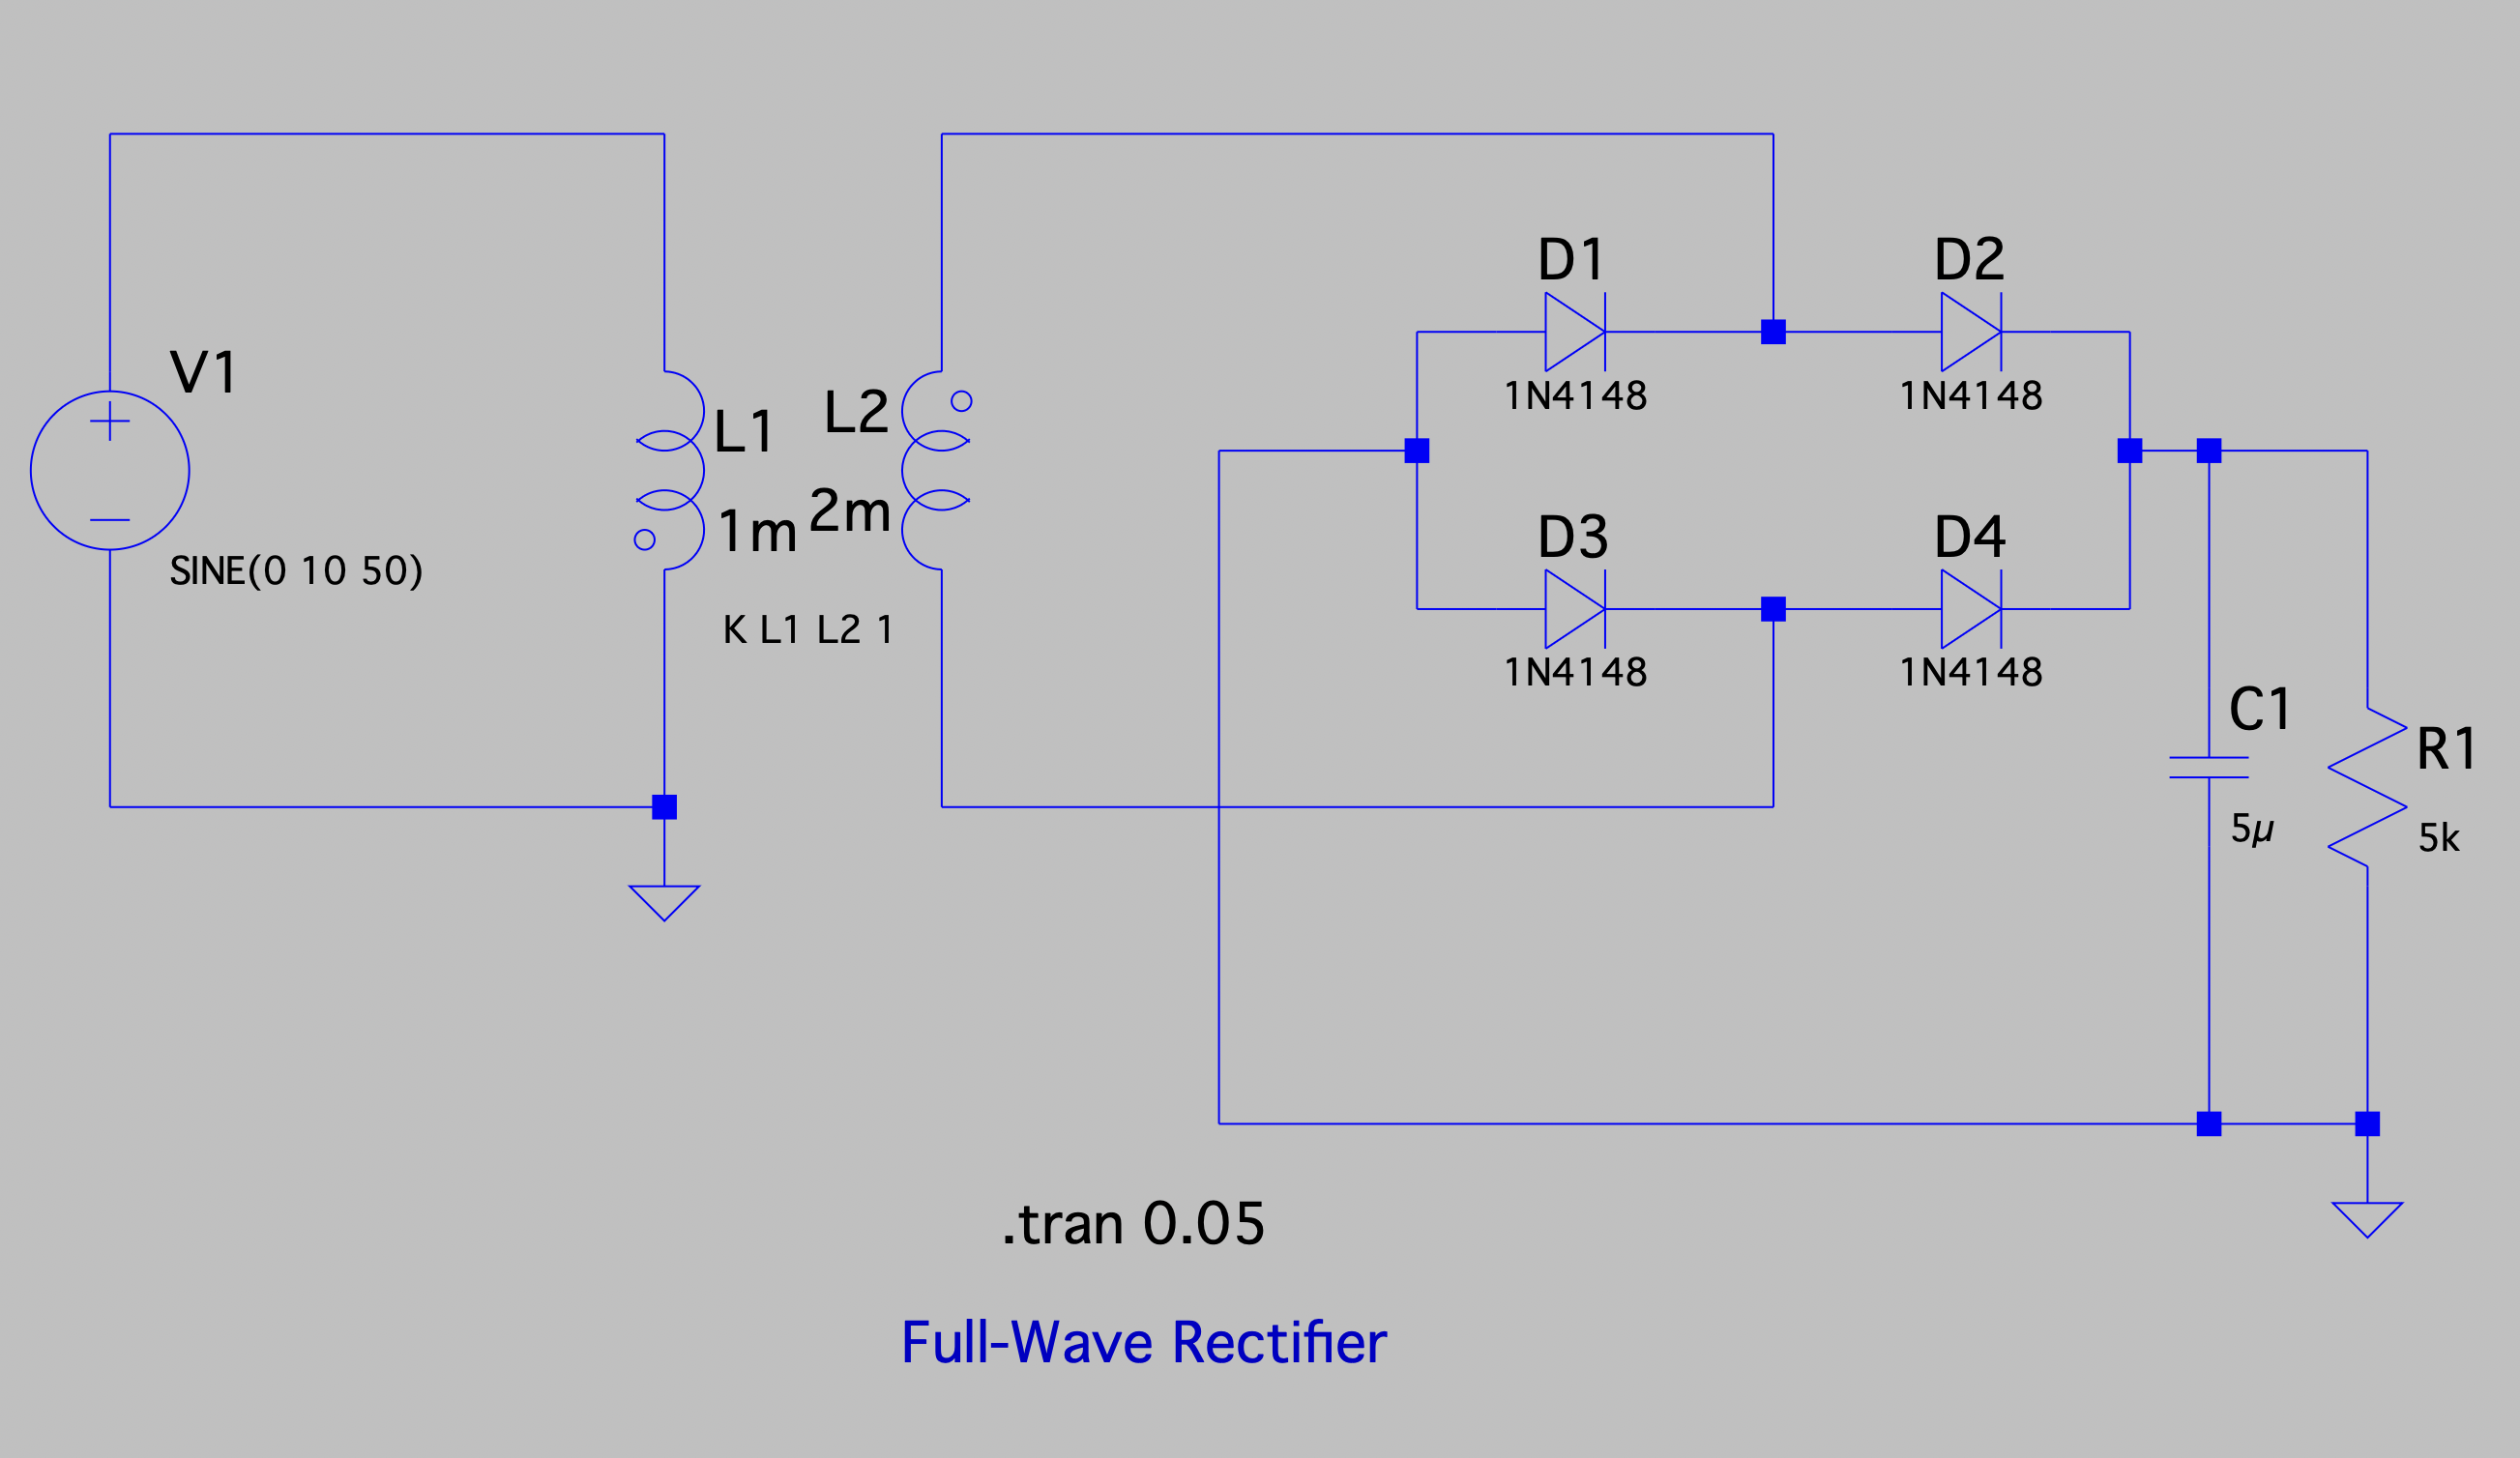 V1
SINE(0 10 50)
L1
1m
L2
2m
K L1 L2 1
D1
1N4148
D2
1N4148
D3
1N4148
D4
1N4148
C1
5µ
R1
5k
.tran 0.05
Full-Wave Rectifier